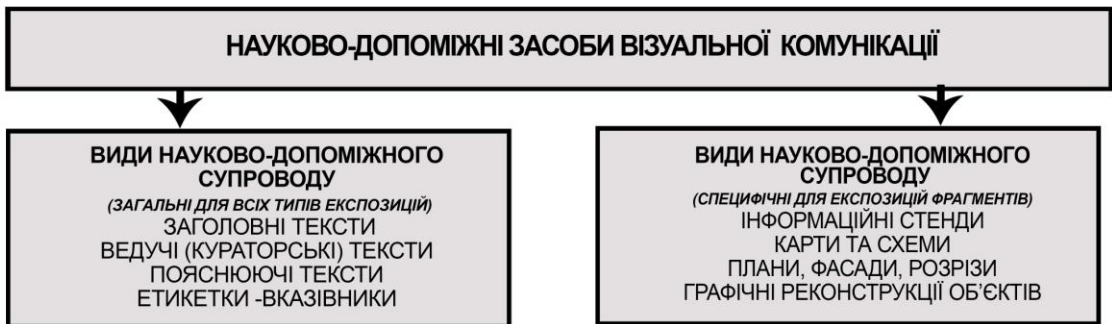 НАУКОВО-ДОПОМІЖНІ ЗАСОБИ ВІЗУАЛЬНОЇ КОМУНІКАЦІЇ
ВИДИ НАУКОВО-ДОПОМІЖНОГО
СУПРОВОДУ
(ЗАГАЛЬНІ ДЛЯ ВСІХ ТИПІВ ЕКСПОЗИЦІЙ)
ЗАГОЛОВНІ ТЕКСТИ
ВЕДУЧІ (КУРАТОРСЬКІ) ТЕКСТИ
ПОЯСНЮЮЧІ ТЕКСТИ
ЕТИКЕТКИ -ВКАЗІВНИКИ
ВИДИ НАУКОВО-ДОПОМІЖНОГО
СУПРОВОДУ
(СПЕЦИФІЧНІ ДЛЯ ЕКСПОЗИЦІЙ ФРАГМЕНТІВ)
ІНФОРМАЦІЙНІ СТЕНДИ
КАРТИ ТА СХЕМИ
ПЛАНИ, ФАСАДИ, РОЗРІЗИ
ГРАФІЧНІ РЕКОНСТРУКЦІЇ ОБ’ЄКТІВ